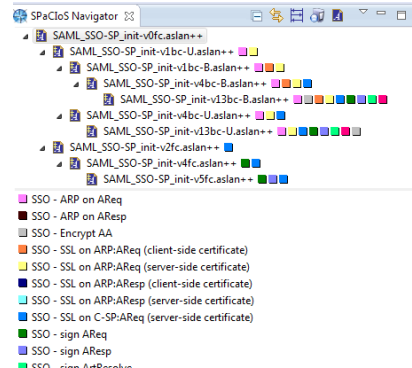 SPaCIoS Navigator
SAML_SSO-SP_init-v0fc.aslan++
SAML_SSO-SP_init-v1bc-U.aslan++
SAML_SSO-SP_init-v1bc-B.aslan++
SAML_SSO-SP_init-v4bc-B.aslan++
SAML_SSO-SP_init-v13bc-B.aslan++
SAML_SSO-SP_init-v4bc-U.aslan++
SAML_SSO-SP_init-v13bc-U.aslan++
SAML_SSO-SP_init-v2fc.aslan++
SAML_SSO-SP_init-v4fc.aslan++
SAML_SSO-SP_init-v5fc.aslan++
SSO - ARP on AReq
SSO - ARP on AResp
SSO - Encrypt AA
SSO - SSL on ARP:AReq (client-side certificate)
SSO - SSL on ARP:AReq (server-side certificate)
SSO - SSL on ARP:AResp (client-side certificate)
SSO - SSL on ARP:AResp (server-side certificate)
SSO - SSL on C-SP:AReq (server-side certificate)
SSO - sign AReq
SSO - sign AResp
SSO - sign ArtResolve